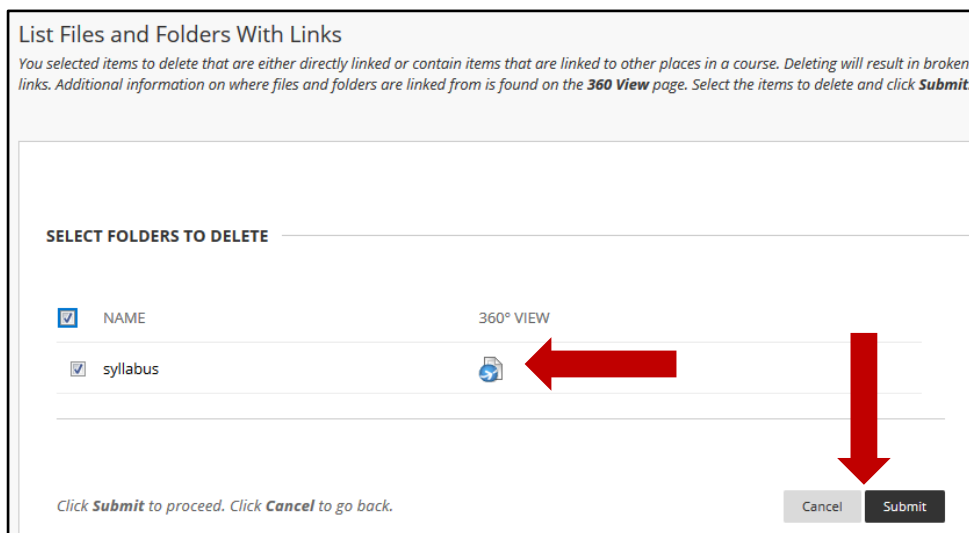 List Files and Folders With Links
You selected items to delete that are either directly linked or contain items that are linked to other places in a course. Deleting will result in broken
links. Additional information on where files and folders are linked from is found on the 360 View page. Select the items to delete and click Submit.
SELECT FOLDERS TO DELETE
NAME 360° VIEW
syllabus
Click Submit to proceed. Click Cancel to go back. Cancel Submit